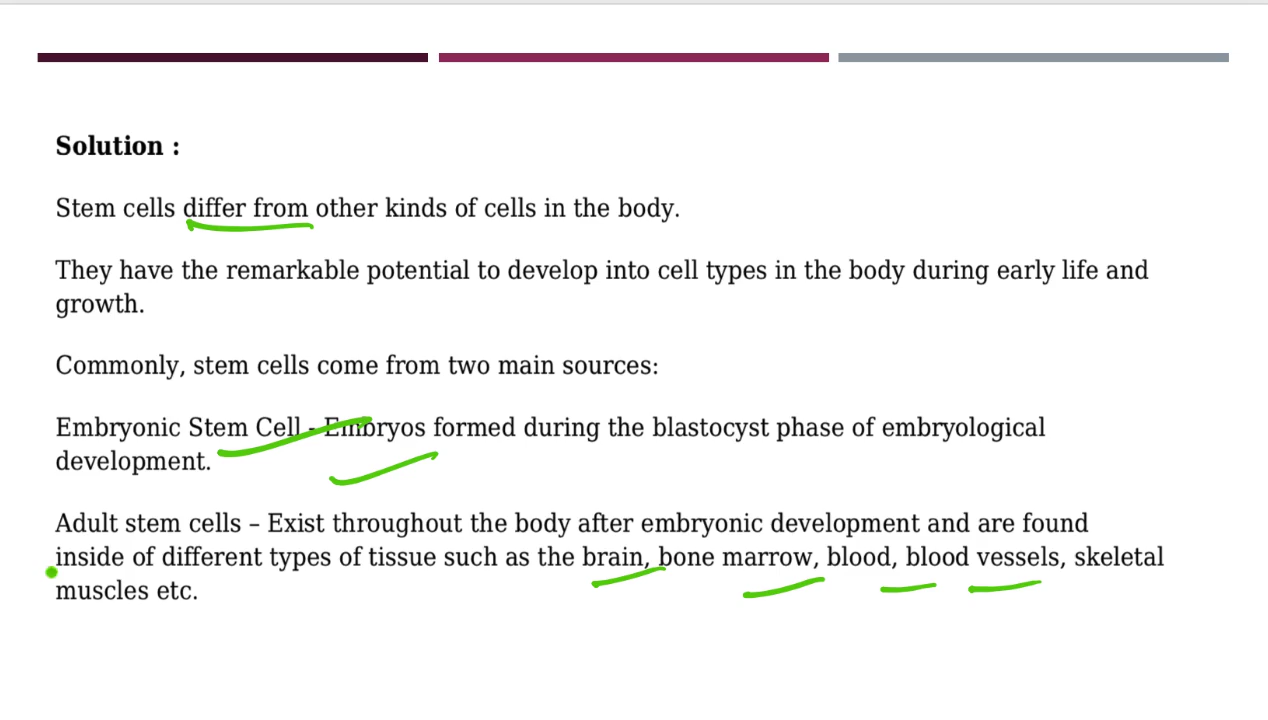 Solution :
Stem cells differ from other kinds of cells in the body.
They have the remarkable potential to develop into cell types in the body during early life and
growth.
Commonly, stem cells come from two main sources:
Embryonic Stem Cell - Embryos formed during the blastocyst phase of embryological
development.
Adult stem cells – Exist throughout the body after embryonic development and are found
inside of different types of tissue such as the brain, bone marrow, blood, blood vessels, skeletal
muscles etc.